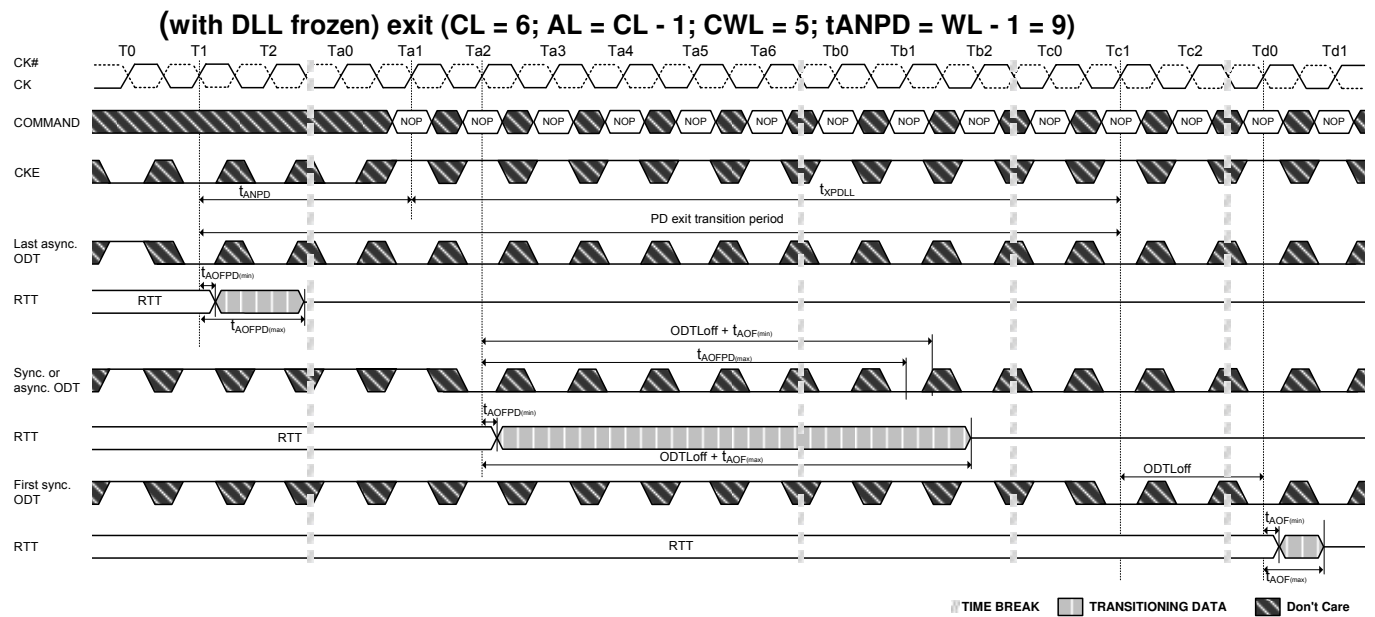 (with DLL frozen) exit (CL = 6; AL = CL - 1; CWL = 5; tANPD = WL - 1 = 9)
T0 T1 T2 Ta0 Ta1 Ta2 Ta3 Ta4 Ta5 Ta6 Tb0 Tb1 Tb2 Tc0 Tc1 Tc2 Td0 Td1
CK#
CK
COMMAND NOP NOP NOP NOP NOP NOP NOP NOP NOP NOP NOP NOP NOP NOP
CKE
tANPD tXPDLL
PD exit transition period
Last async.
ODT
tAOFPD(min)
RTT RTT
tAOFPD(max)
ODTLoff + tAOF(min)
tAOFPD(max)
Sync. or
async. ODT
tAOFPD(min)
RTT RTT
ODTLoff + tAOF(max)
ODTLoff
First sync.
ODT
tAOF(min)
RTT RTT
tAOF(max)
TIME BREAK TRANSITIONING DATA Don't Care